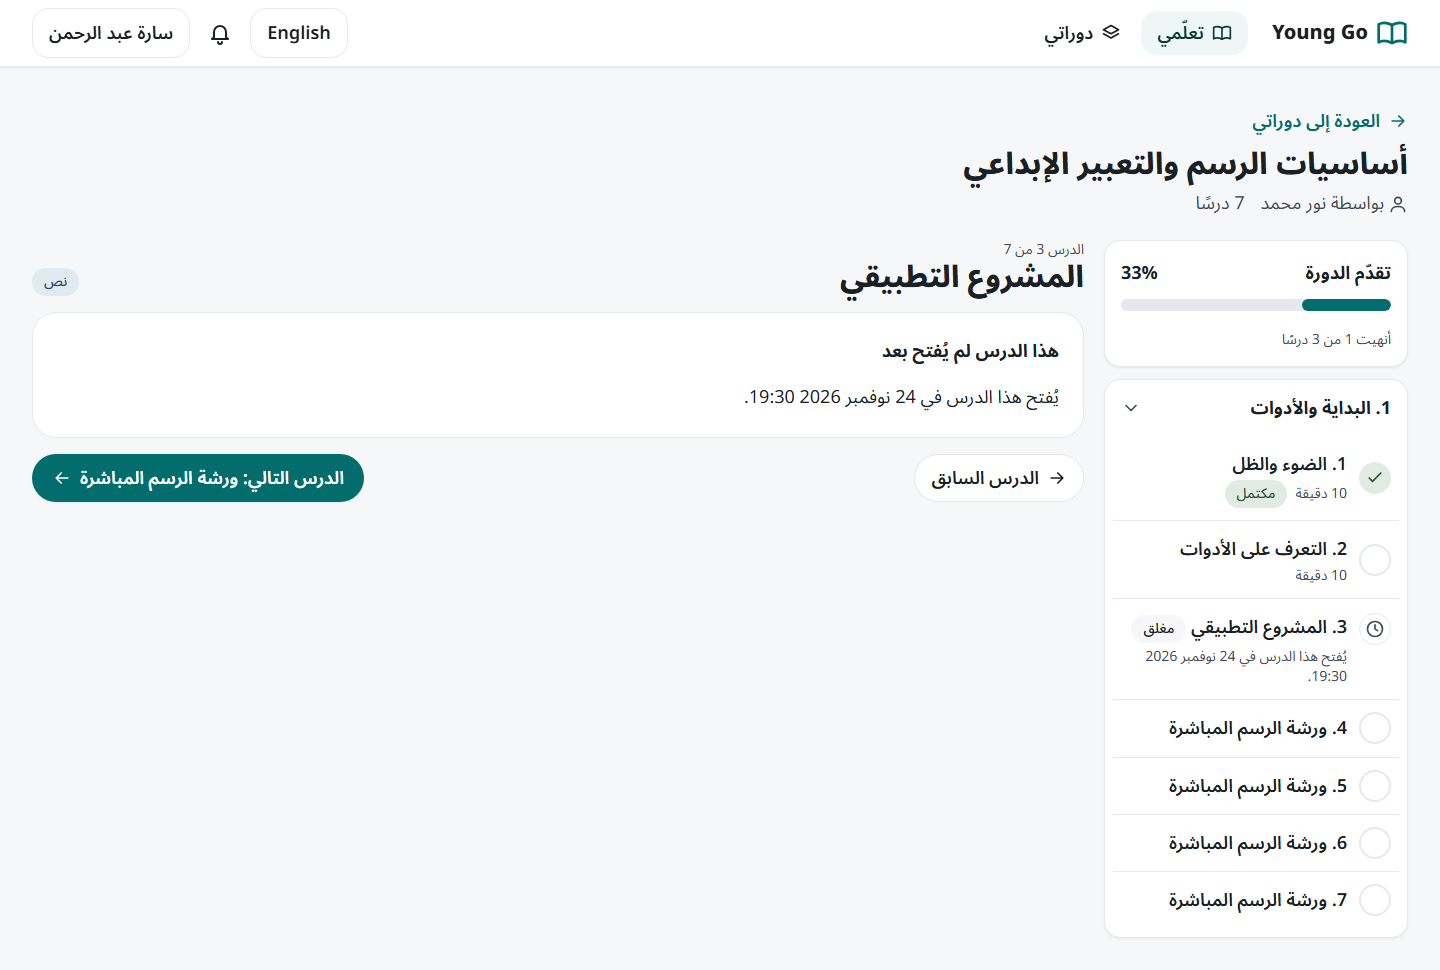 Young Go
تعلّمي
دوراتي
English
سارة عبد الرحمن
العودة إلى دوراتي
أساسيات الرسم والتعبير الإبداعي
بواسطة نور محمد
7 درسًا
تقدّم الدورة
33%
أنهيت 1 من 3 درسًا
1. البداية والأدوات
1. الضوء والظل
10 دقيقة
مكتمل
2. التعرف على الأدوات
10 دقيقة
3. المشروع التطبيقي
مغلق
يُفتح هذا الدرس في 24 نوفمبر 2026
19:30.
4. ورشة الرسم المباشرة
5. ورشة الرسم المباشرة
6. ورشة الرسم المباشرة
7. ورشة الرسم المباشرة
الدرس 3 من 7
المشروع التطبيقي
نص
هذا الدرس لم يُفتح بعد
يُفتح هذا الدرس في 24 نوفمبر 2026 19:30.
الدرس السابق
الدرس التالي: ورشة الرسم المباشرة